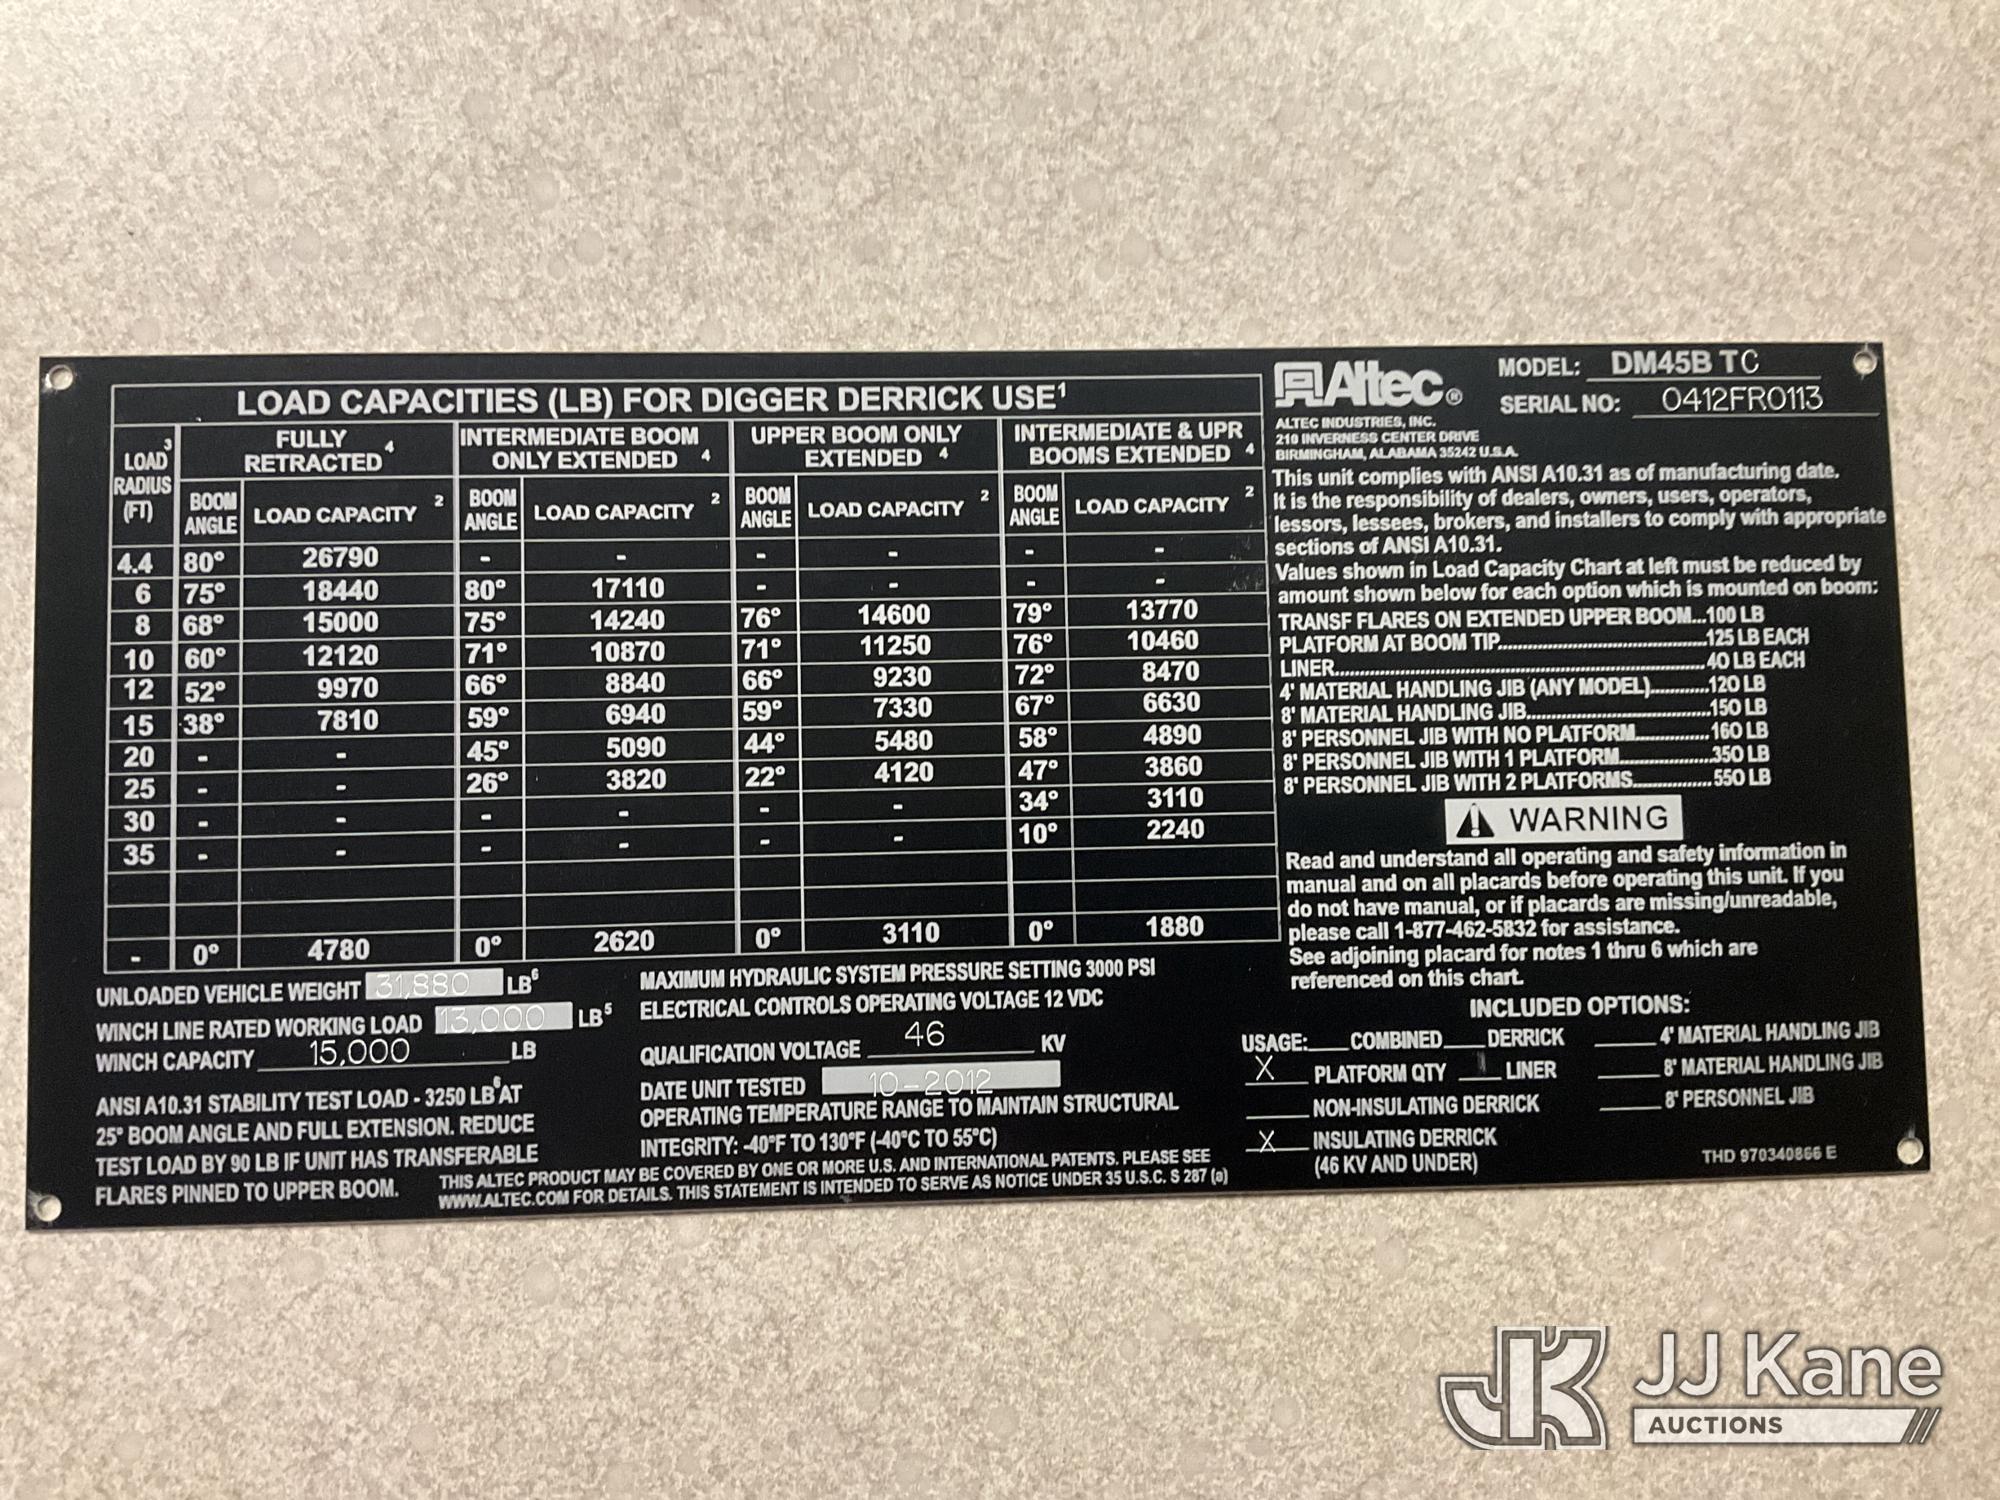 LOAD CAPACITIES (LB) FOR DIGGER DERRICK USE¹
LOAD³ RADIUS (FT)
FULLY RETRACTED⁴
INTERMEDIATE BOOM ONLY EXTENDED ⁴
UPPER BOOM ONLY EXTENDED ⁴
INTERMEDIATE & UPR BOOMS EXTENDED ⁴
BOOM ANGLE LOAD CAPACITY ² BOOM ANGLE LOAD CAPACITY ² BOOM ANGLE LOAD CAPACITY ² BOOM ANGLE LOAD CAPACITY ²
4.4 80° 26790 - - - - - -
6 75° 18440 80° 17110 - - - -
8 68° 15000 75° 14240 76° 14600 79° 13770
10 60° 12120 71° 10870 71° 11250 76° 10460
12 52° 9970 66° 8840 66° 9230 72° 8470
15 38° 7810 59° 6940 59° 7330 67° 6630
20 - - 45° 5090 44° 5480 58° 4890
25 - - 26° 3820 22° 4120 47° 3860
30 - - - - - - 34° 3110
35 - - - - - - 10° 2240
- 0° 4780 0° 2620 0° 3110 0° 1880
UNLOADED VEHICLE WEIGHT 31,880 LB⁶
WINCH LINE RATED WORKING LOAD 13,000 LB⁵
WINCH CAPACITY 15,000 LB
ANSI A10.31 STABILITY TEST LOAD - 3250 LB⁶ AT
25° BOOM ANGLE AND FULL EXTENSION. REDUCE
TEST LOAD BY 90 LB IF UNIT HAS TRANSFERABLE
FLARES PINNED TO UPPER BOOM.
MAXIMUM HYDRAULIC SYSTEM PRESSURE SETTING 3000 PSI
ELECTRICAL CONTROLS OPERATING VOLTAGE 12 VDC
QUALIFICATION VOLTAGE 46 KV
DATE UNIT TESTED 10-2012
OPERATING TEMPERATURE RANGE TO MAINTAIN STRUCTURAL
INTEGRITY: -40°F TO 130°F (-40°C TO 55°C)
THIS ALTEC PRODUCT MAY BE COVERED BY ONE OR MORE U.S. AND INTERNATIONAL PATENTS. PLEASE SEE
WWW.ALTEC.COM FOR DETAILS. THIS STATEMENT IS INTENDED TO SERVE AS NOTICE UNDER 35 U.S.C. S 287 (a)
Altec®
MODEL: DM45B TC
SERIAL NO: 0412FR0113
ALTEC INDUSTRIES, INC.
210 INVERNESS CENTER DRIVE
BIRMINGHAM, ALABAMA 35242 U.S.A.
This unit complies with ANSI A10.31 as of manufacturing date.
It is the responsibility of dealers, owners, users, operators,
lessors, lessees, brokers, and installers to comply with appropriate
sections of ANSI A10.31.
Values shown in Load Capacity Chart at left must be reduced by
amount shown below for each option which is mounted on boom:
TRANSF FLARES ON EXTENDED UPPER BOOM...100 LB
PLATFORM AT BOOM TIP...125 LB EACH
LINER...40 LB EACH
4' MATERIAL HANDLING JIB (ANY MODEL)...120 LB
8' MATERIAL HANDLING JIB...150 LB
8' PERSONNEL JIB WITH NO PLATFORM...160 LB
8' PERSONNEL JIB WITH 1 PLATFORM...350 LB
8' PERSONNEL JIB WITH 2 PLATFORMS...550 LB
⚠ WARNING
Read and understand all operating and safety information in
manual and on all placards before operating this unit. If you
do not have manual, or if placards are missing/unreadable,
please call 1-877-462-5832 for assistance.
See adjoining placard for notes 1 thru 6 which are
referenced on this chart.
INCLUDED OPTIONS:
USAGE: ___COMBINED ___DERRICK ___4' MATERIAL HANDLING JIB
X PLATFORM QTY ___LINER ___8' MATERIAL HANDLING JIB
___NON-INSULATING DERRICK ___8' PERSONNEL JIB
X INSULATING DERRICK
(46 KV AND UNDER)
THD 970340866 E
JK JJ Kane
AUCTIONS